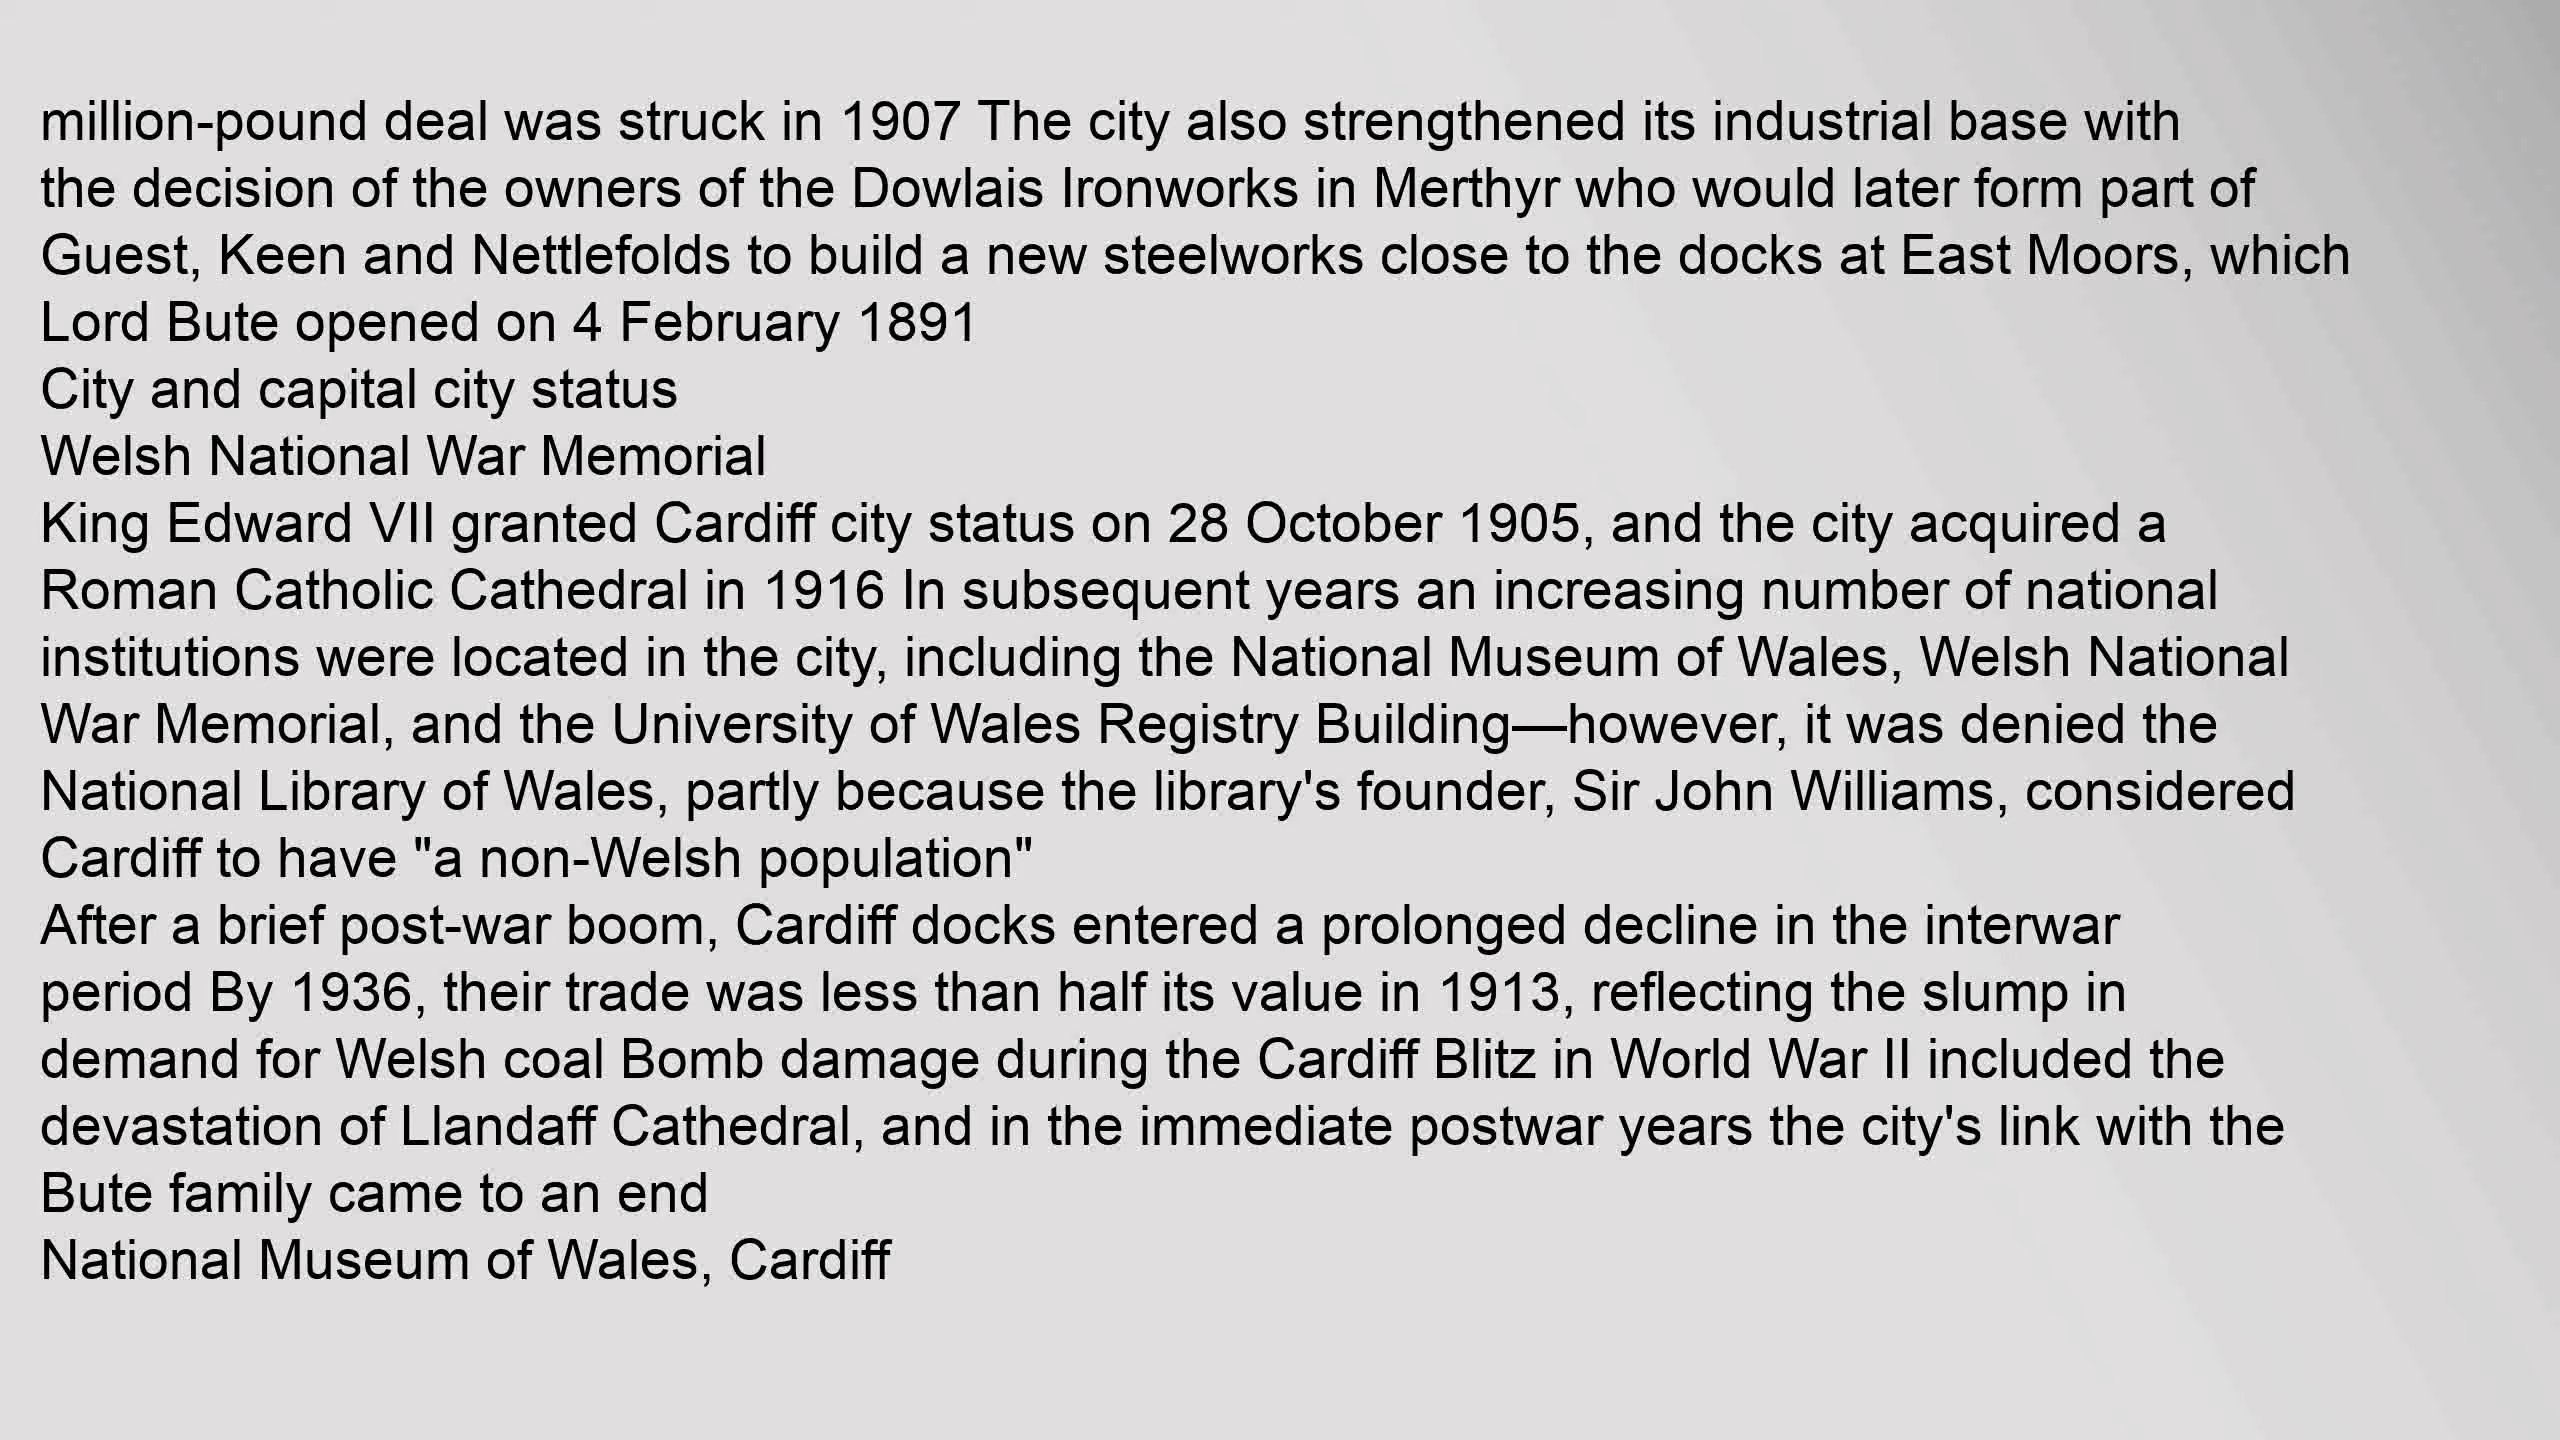 million-pound deal was struck in 1907 The city also strengthened its industrial base with
the decision of the owners of the Dowlais Ironworks in Merthyr who would later form part of
Guest, Keen and Nettlefolds to build a new steelworks close to the docks at East Moors, which
Lord Bute opened on 4 February 1891
City and capital city status
Welsh National War Memorial
King Edward VII granted Cardiff city status on 28 October 1905, and the city acquired a
Roman Catholic Cathedral in 1916 In subsequent years an increasing number of national
institutions were located in the city, including the National Museum of Wales, Welsh National
War Memorial, and the University of Wales Registry Building—however, it was denied the
National Library of Wales, partly because the library's founder, Sir John Williams, considered
Cardiff to have "a non-Welsh population"
After a brief post-war boom, Cardiff docks entered a prolonged decline in the interwar
period By 1936, their trade was less than half its value in 1913, reflecting the slump in
demand for Welsh coal Bomb damage during the Cardiff Blitz in World War II included the
devastation of Llandaff Cathedral, and in the immediate postwar years the city's link with the
Bute family came to an end
National Museum of Wales, Cardiff